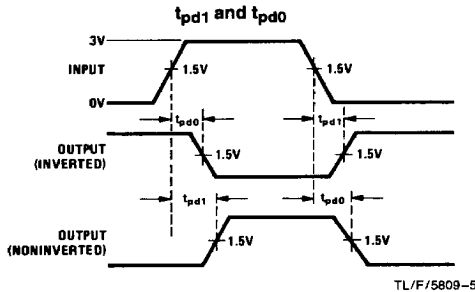 tpd1 and tpd0
3V
INPUT
1.5V
1.5V
0V
tpd0
tpd1
OUTPUT
(INVERTED)
1.5V
1.5V
tpd1
tpd0
OUTPUT
(NONINVERTED)
1.5V
1.5V
TL/F/5809-5